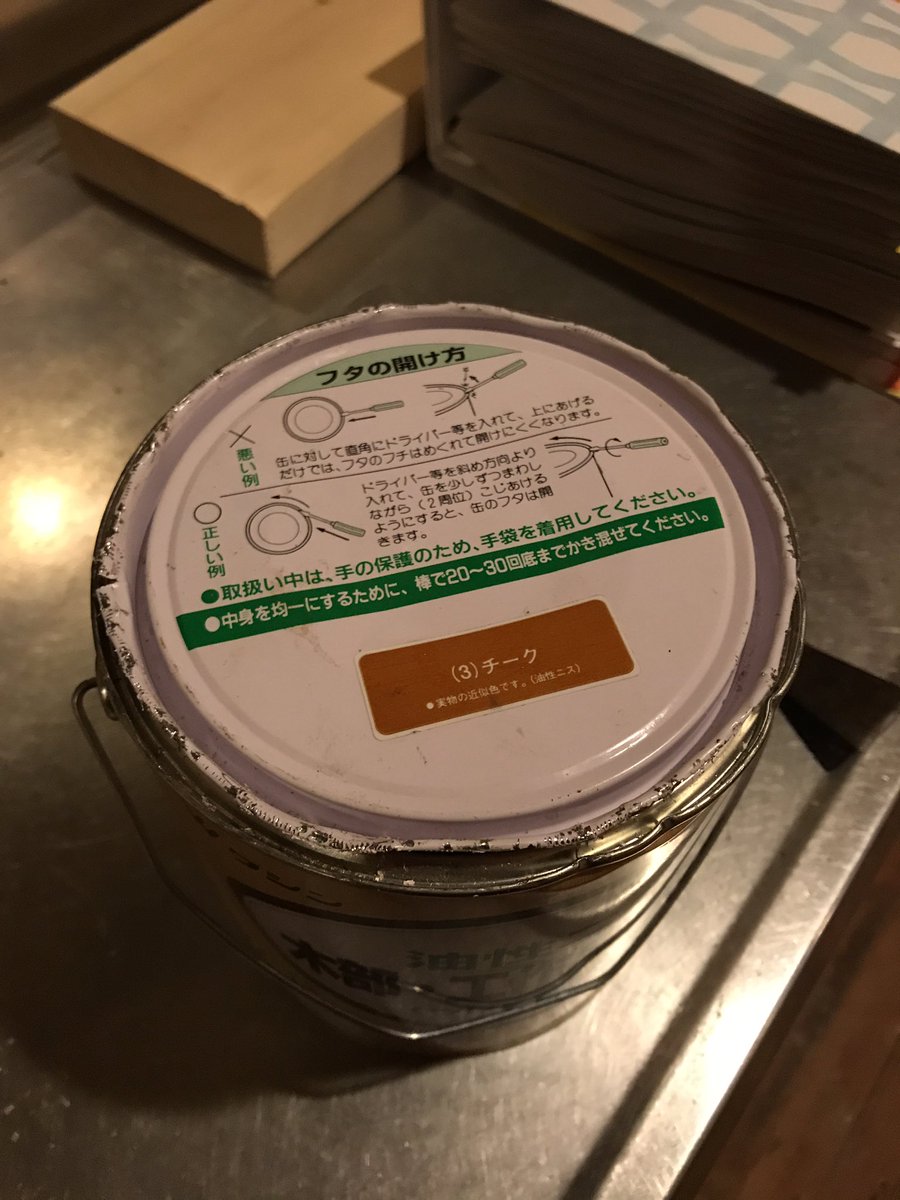 フタの開け方
×
悪い例
缶に対して直角にドライバー等を入れて、上にあげる
だけでは、フタのフチはめくれて開けにくくなります。
○
正しい例
ドライバー等を斜め方向より
入れて、缶を少しずつまわし
ながら(2周位)こじあける
ようにすると、缶のフタは開
きます。
●取扱い中は、手の保護のため、手袋を着用してください。
●中身を均一にするために、棒で20〜30回底までかき混ぜてください。
(3)チーク
●実物の近似色です。(油性ニス)
油性
木部・工